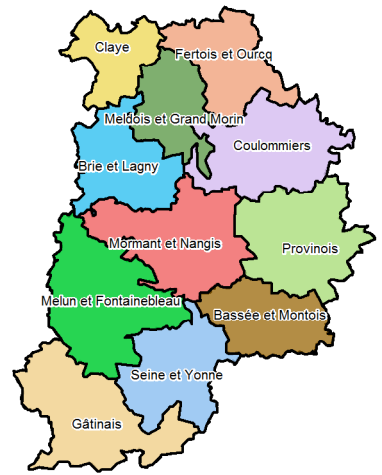 Claye
Fertois et Ourcq
Meldois et Grand Morin
Coulommiers
Brie et Lagny
Mormant et Nangis
Provinois
Melun et Fontainebleau
Bassée et Montois
Seine et Yonne
Gâtinais